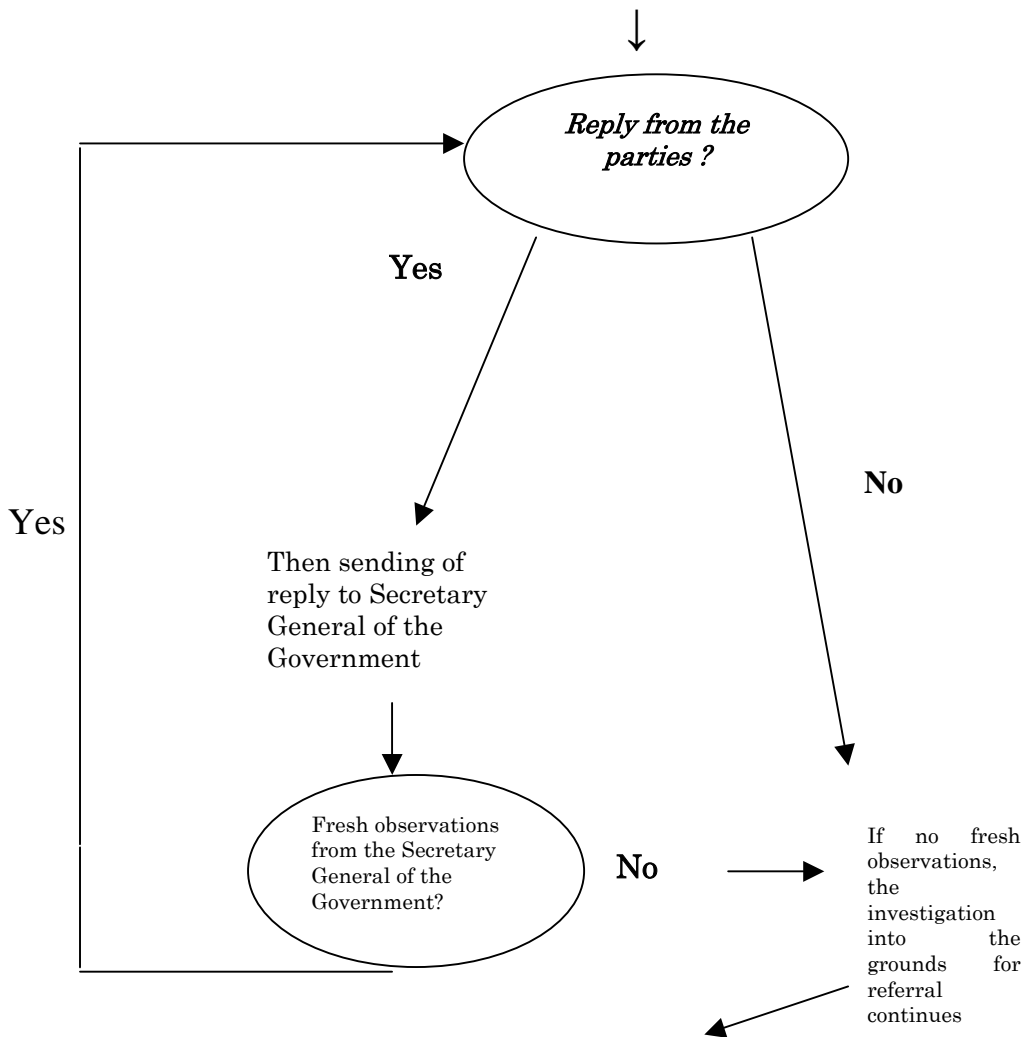 Reply from the
parties ?
Yes
No
Yes
Then sending of
reply to Secretary
General of the
Government
Fresh observations
from the Secretary
General of the
Government?
No
If no fresh
observations,
the
investigation
into the
grounds for
referral
continues